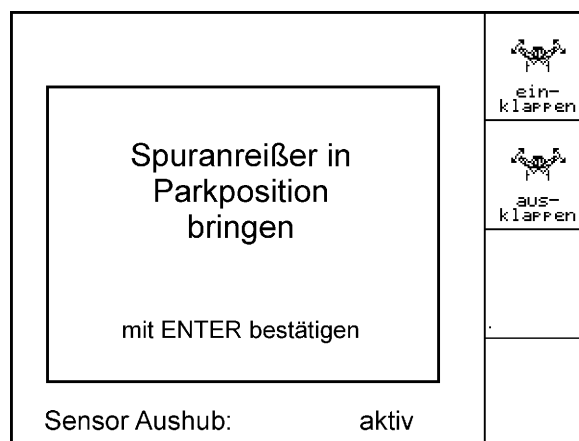 Spuranreißer in
Parkposition
bringen
mit ENTER bestätigen
Sensor Aushub: aktiv
ein-
klappen
aus-
klappen